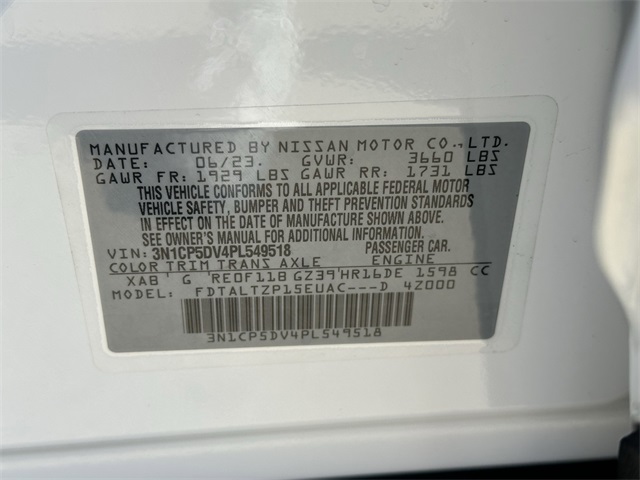 MANUFACTURED BY NISSAN MOTOR CO., LTD.
DATE: 06/23. GVWR: 3660 LBS
GAWR FR: 1929 LBS GAWR RR: 1731 LBS
THIS VEHICLE CONFORMS TO ALL APPLICABLE FEDERAL MOTOR
VEHICLE SAFETY, BUMPER AND THEFT PREVENTION STANDARDS
IN EFFECT ON THE DATE OF MANUFACTURE SHOWN ABOVE.
SEE OWNER'S MANUAL FOR ADDITIONAL INFORMATION.
VIN: 3N1CP5DV4PL549518 PASSENGER CAR.
COLOR TRIM TRANS AXLE ENGINE
XAB G RE0F11B GZ39 HR16DE 1598 CC
MODEL: FDTALTZP15EUAC---D 4Z000
3N1CP5DV4PL549518